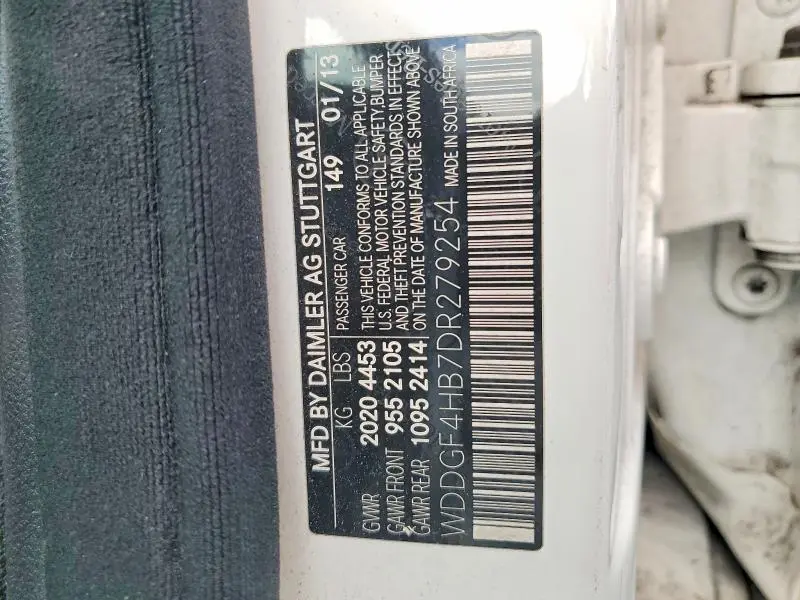 MFD BY DAIMLER AG STUTTGART
KG LBS PASSENGER CAR 149 01/13
GVWR 2020 4453 THIS VEHICLE CONFORMS TO ALL APPLICABLE
U.S. FEDERAL MOTOR VEHICLE SAFETY, BUMPER
GAWR FRONT 955 2105 AND THEFT PREVENTION STANDARDS IN EFFECT
GAWR REAR 1095 2414 ON THE DATE OF MANUFACTURE SHOWN ABOVE
WDDGF4HB7DR279254 MADE IN SOUTH AFRICA